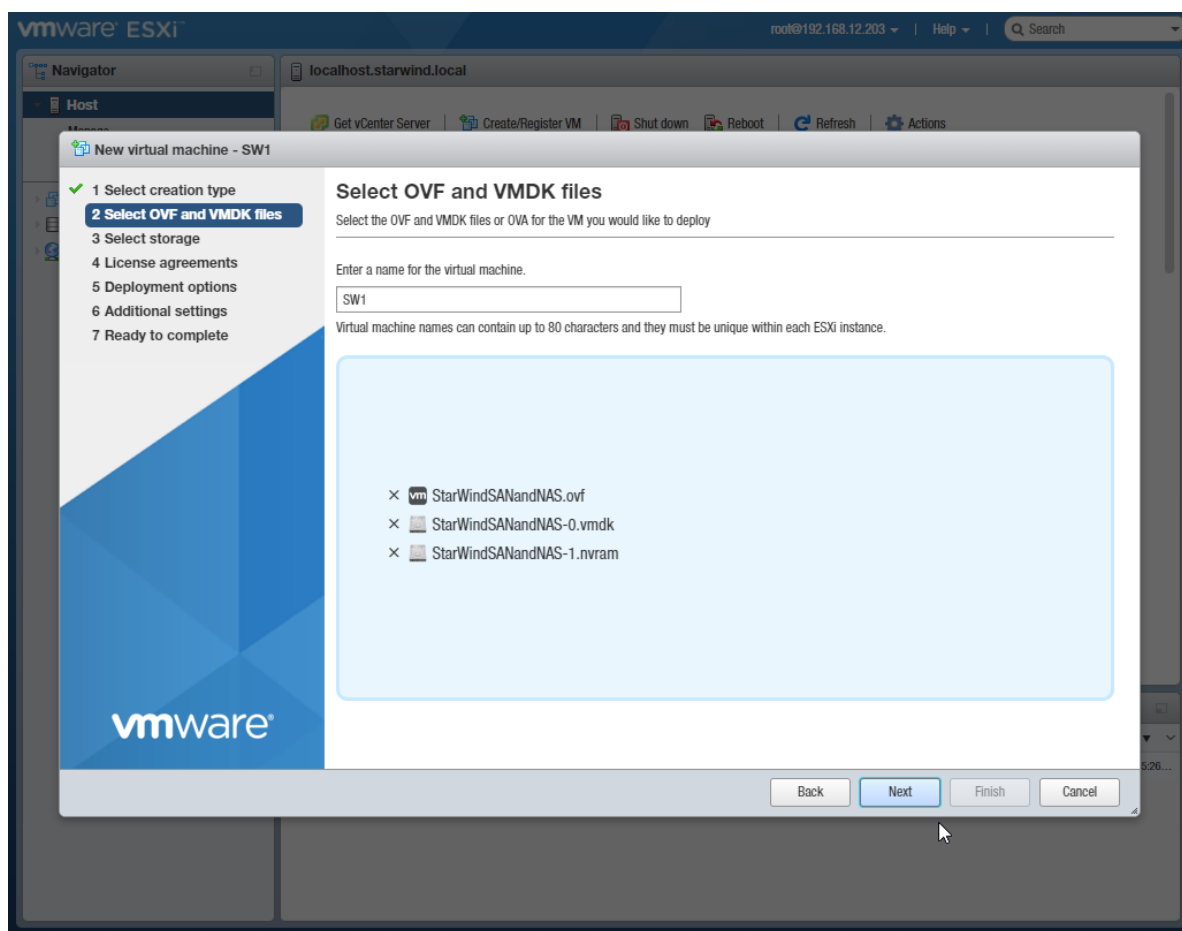 vmware ESXi™
root@192.168.12.203 | Help | Search
Navigator
localhost.starwind.local
Host
Manage
Get vCenter Server | Create/Register VM | Shut down Reboot | Refresh | Actions
New virtual machine - SW1
1 Select creation type
2 Select OVF and VMDK files
3 Select storage
4 License agreements
5 Deployment options
6 Additional settings
7 Ready to complete
Select OVF and VMDK files
Select the OVF and VMDK files or OVA for the VM you would like to deploy
Enter a name for the virtual machine.
SW1
Virtual machine names can contain up to 80 characters and they must be unique within each ESXi instance.
StarWindSANandNAS.ovf
StarWindSANandNAS-0.vmdk
StarWindSANandNAS-1.nvram
vmware®
5:26...
Back
Next
Finish
Cancel